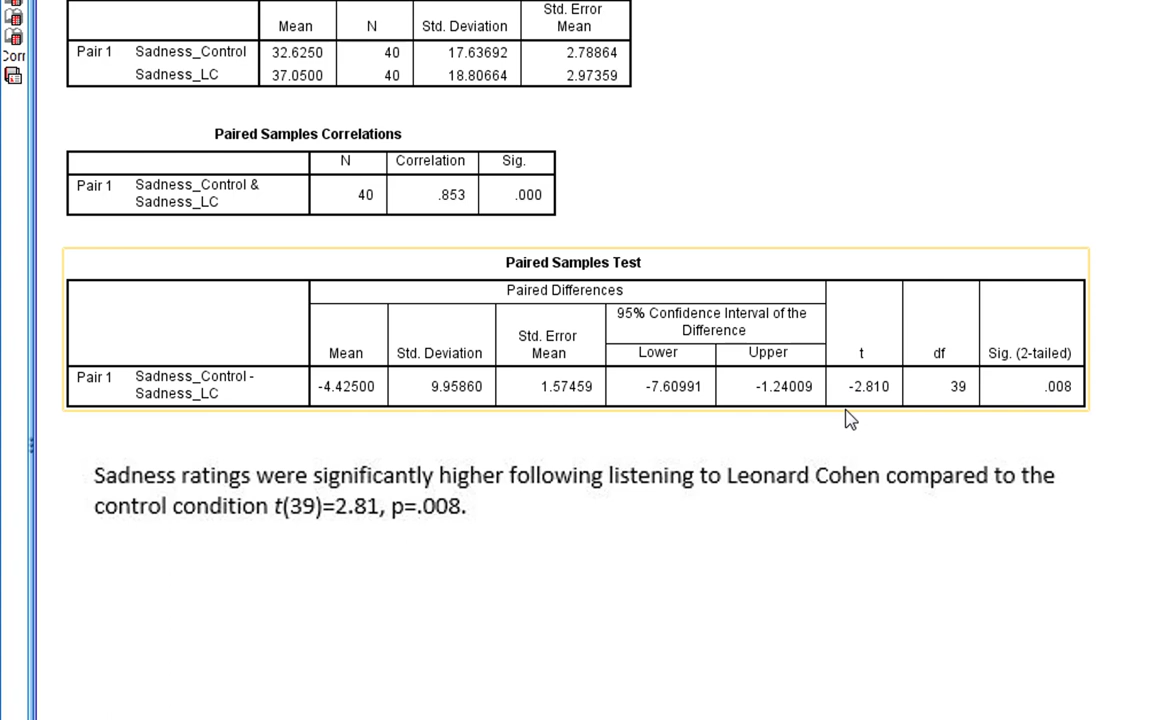 Std. Error
Mean N Std. Deviation Mean
Pair 1 Sadness_Control 32.6250 40 17.63692 2.78864
Sadness_LC 37.0500 40 18.80664 2.97359
Corr
Paired Samples Correlations
N Correlation Sig.
Pair 1 Sadness_Control & 
Sadness_LC 40 .853 .000
Paired Samples Test
Paired Differences
95% Confidence Interval of the
Difference
Std. Error
Mean Std. Deviation Mean Lower Upper t df Sig. (2-tailed)
Pair 1 Sadness_Control -
Sadness_LC -4.42500 9.95860 1.57459 -7.60991 -1.24009 -2.810 39 .008
Sadness ratings were significantly higher following listening to Leonard Cohen compared to the
control condition t(39)=2.81, p=.008.